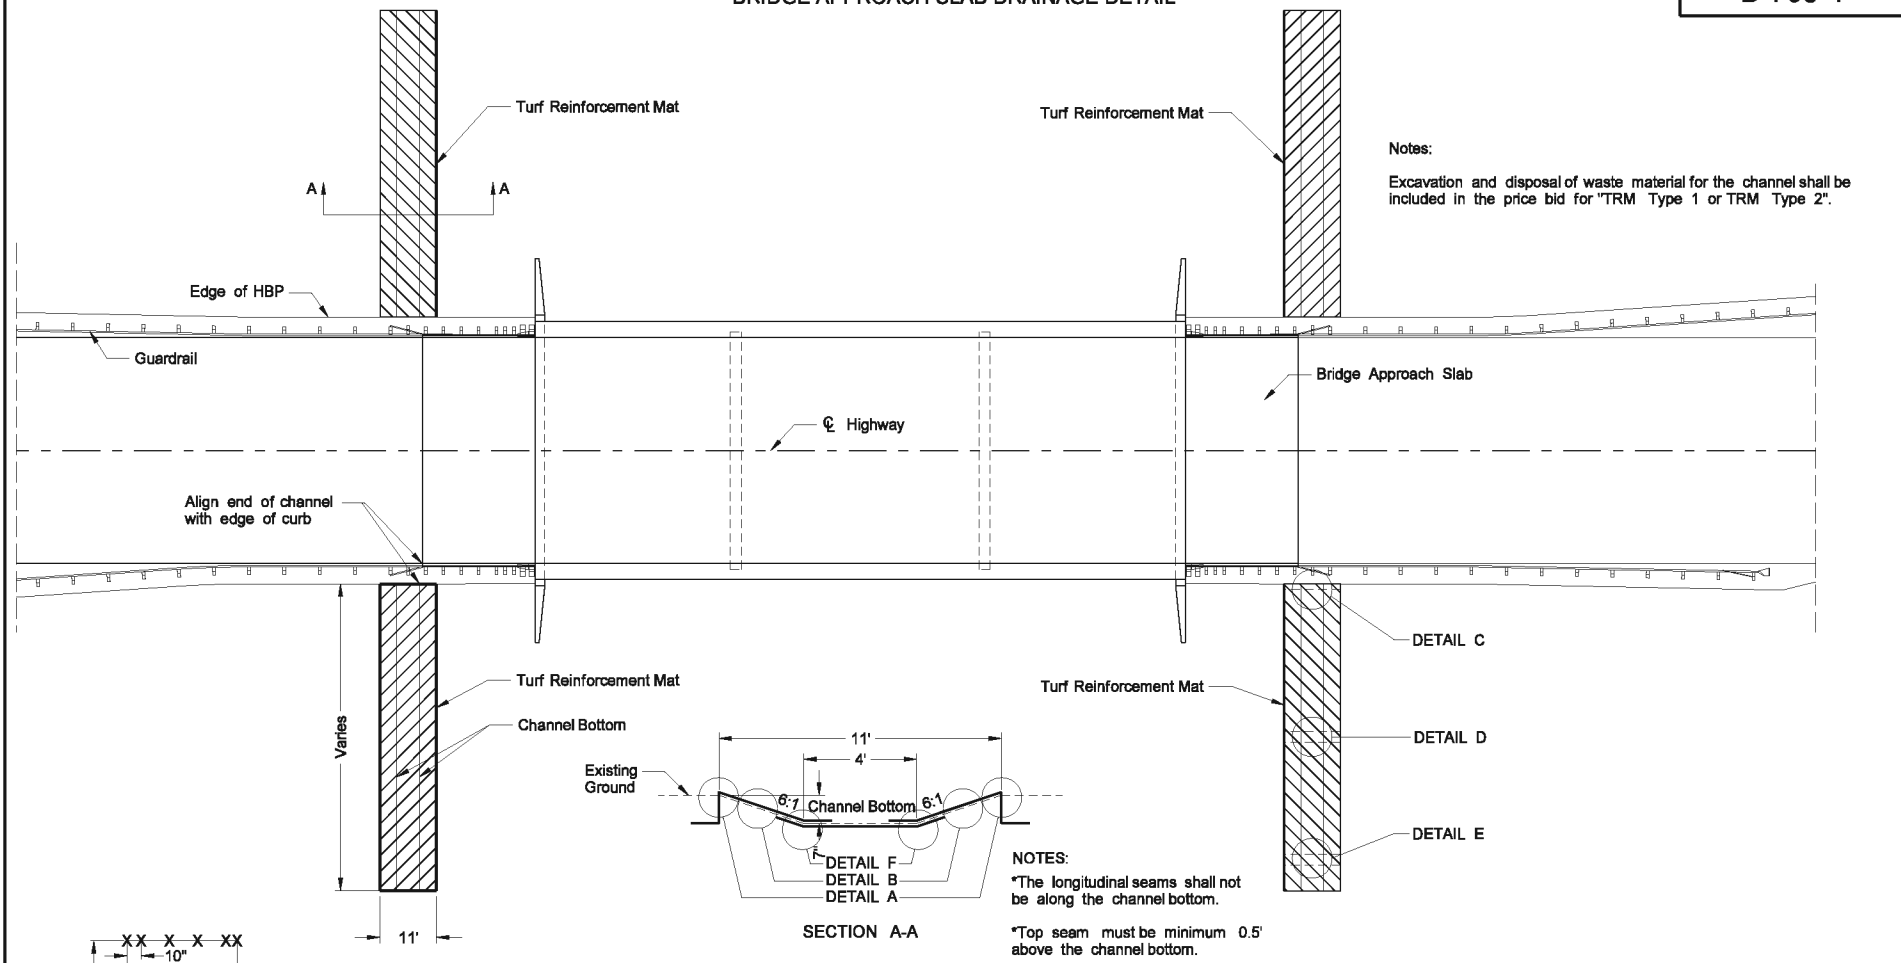 BRIDGE APPROACH SLAB DRAINAGE DETAIL
Turf Reinforcement Mat
Turf Reinforcement Mat
Notes:
Excavation and disposal of waste material for the channel shall be
included in the price bid for "TRM Type 1 or TRM Type 2".
A
A
Edge of HBP
Guardrail
Bridge Approach Slab
℄ Highway
Align end of channel
with edge of curb
DETAIL C
Turf Reinforcement Mat
Turf Reinforcement Mat
Varies
Channel Bottom
11'
4'
DETAIL D
Existing
Ground
6:1
Channel Bottom
6:1
7"
DETAIL F
DETAIL B
DETAIL A
DETAIL E
NOTES:
*The longitudinal seams shall not
be along the channel bottom.
*Top seam must be minimum 0.5'
above the channel bottom.
SECTION A-A
11'
X X X X X X
10"